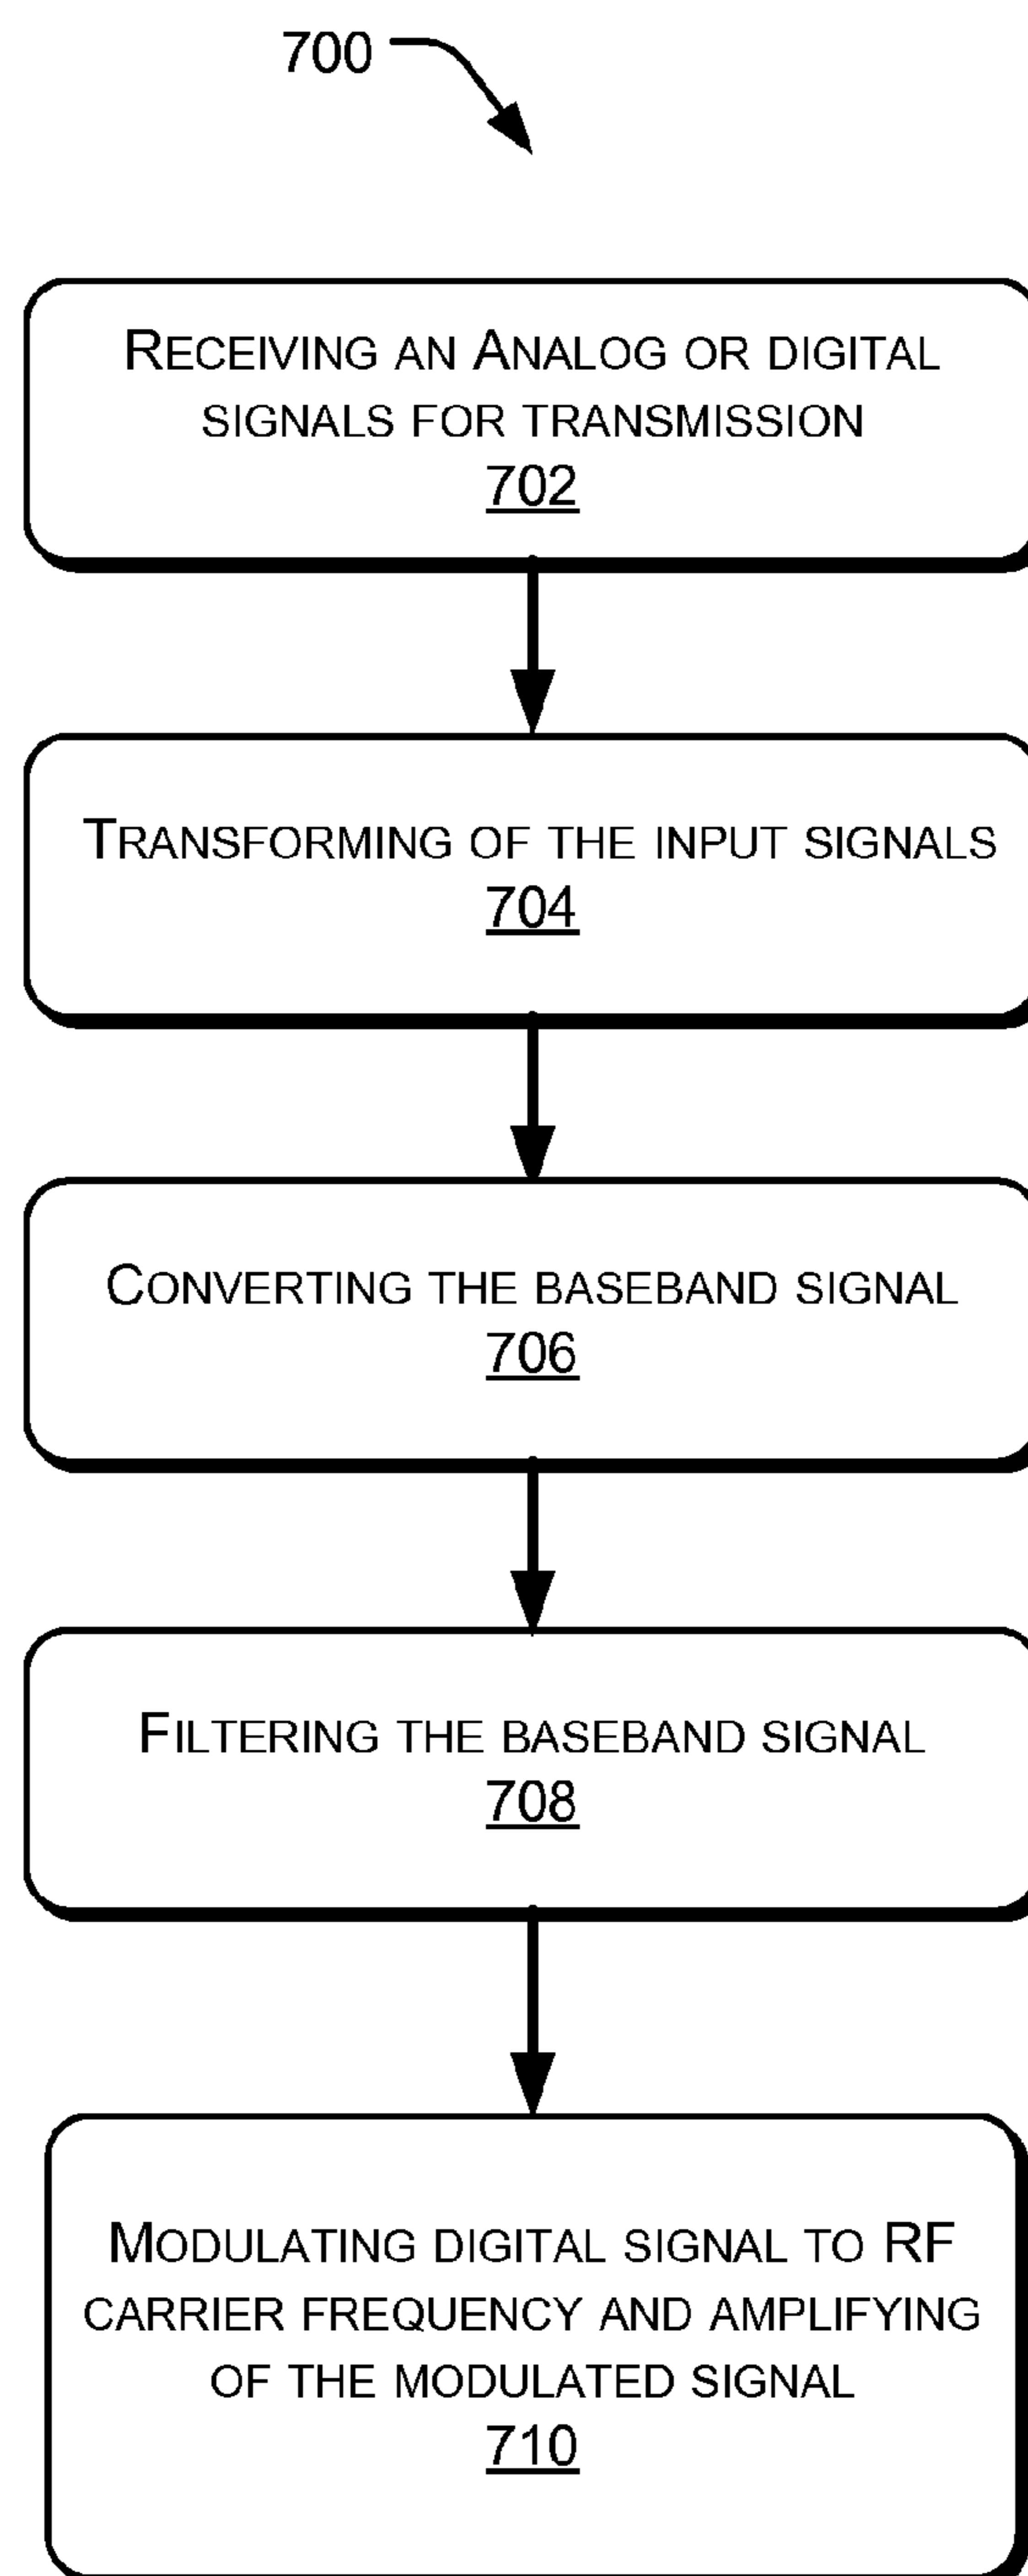 700
RECEIVING AN ANALOG OR DIGITAL
SIGNALS FOR TRANSMISSION
702
TRANSFORMING OF THE INPUT SIGNALS
704
CONVERTING THE BASEBAND SIGNAL
706
FILTERING THE BASEBAND SIGNAL
708
MODULATING DIGITAL SIGNAL TO RF
CARRIER FREQUENCY AND AMPLIFYING
OF THE MODULATED SIGNAL
710